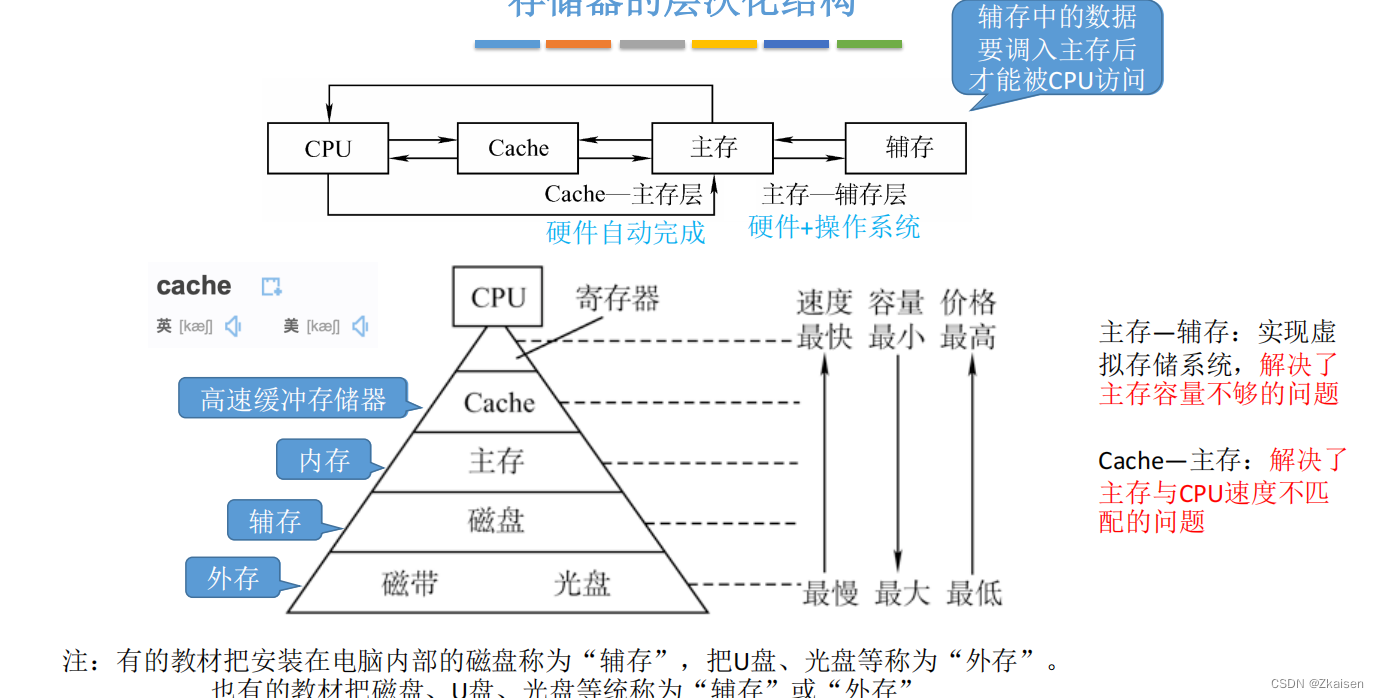 存储器的层次化结构
辅存中的数据
要调入主存后
才能被CPU访问
CPU
Cache
主存
辅存
Cache—主存层
主存—辅存层
硬件自动完成
硬件+操作系统
cache
英 [kæʃ]
美 [kæʃ]
CPU
寄存器
速度 容量 价格
最快 最小 最高
高速缓冲存储器
Cache
内存
主存
辅存
磁盘
外存
磁带 光盘
最慢 最大 最低
主存—辅存：实现虚
拟存储系统，解决了
主存容量不够的问题
Cache—主存：解决了
主存与CPU速度不匹
配的问题
注：有的教材把安装在电脑内部的磁盘称为“辅存”，把U盘、光盘等称为“外存”。
也有的教材把磁盘、U盘、光盘等统称为“辅存”或“外存”
CSDN @Zkaisen